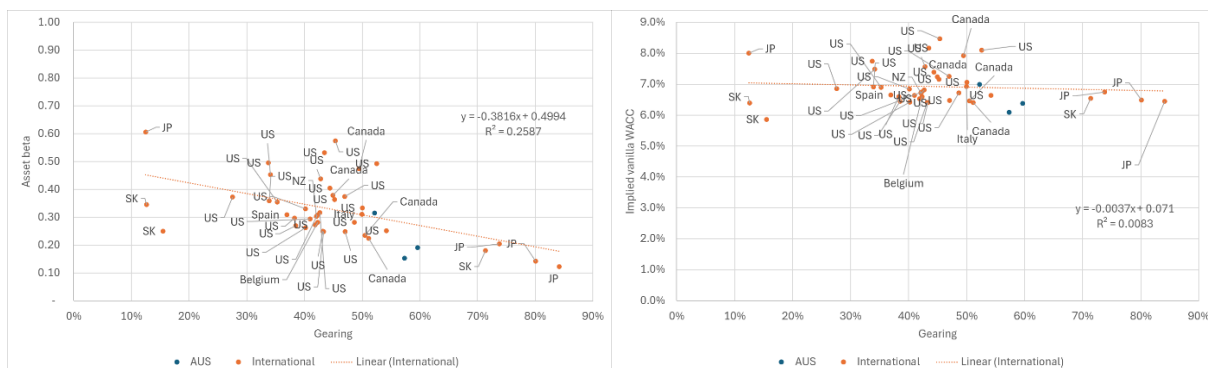 1.00
0.90
0.80
0.70
0.60
0.50
0.40
0.30
0.20
0.10
-
Asset beta
0% 10% 20% 30% 40% 50% 60% 70% 80% 90%
Gearing
y = -0.3816x + 0.4994
R² = 0.2587
JP
SK
SK
US
US
US
US
US
US
US
Canada
US
US
US
NZ
Canada
US
US
Spain
US
US
Italy
US
Canada
US
US
US
Belgium
US
US
US
US
Canada
JP
SK
JP
JP
AUS International Linear (International)
9.0%
8.0%
7.0%
6.0%
5.0%
4.0%
3.0%
2.0%
1.0%
0.0%
Implied vanilla WACC
0% 10% 20% 30% 40% 50% 60% 70% 80% 90%
Gearing
y = -0.0037x + 0.071
R² = 0.0083
Canada
US
US
US
US
JP
US
US
US
US
Canada
Canada
US
NZ
US
US
SK
SK
Spain
US
US
US
US
US
US
US
US
US
Italy
Canada
Belgium
JP
SK
JP
JP
AUS International Linear (International)